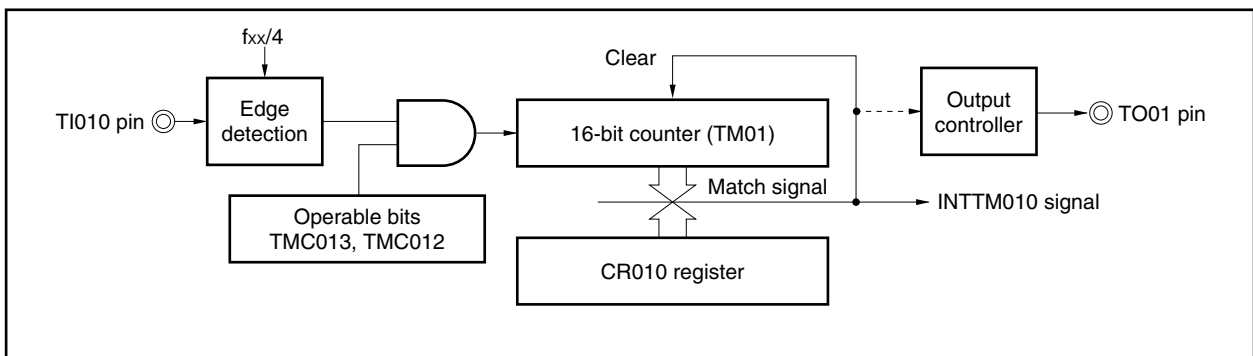 fxx/4
Clear
TI010 pin
Edge
detection
16-bit counter (TM01)
Output
controller
TO01 pin
Match signal
INTTM010 signal
Operable bits
TMC013, TMC012
CR010 register